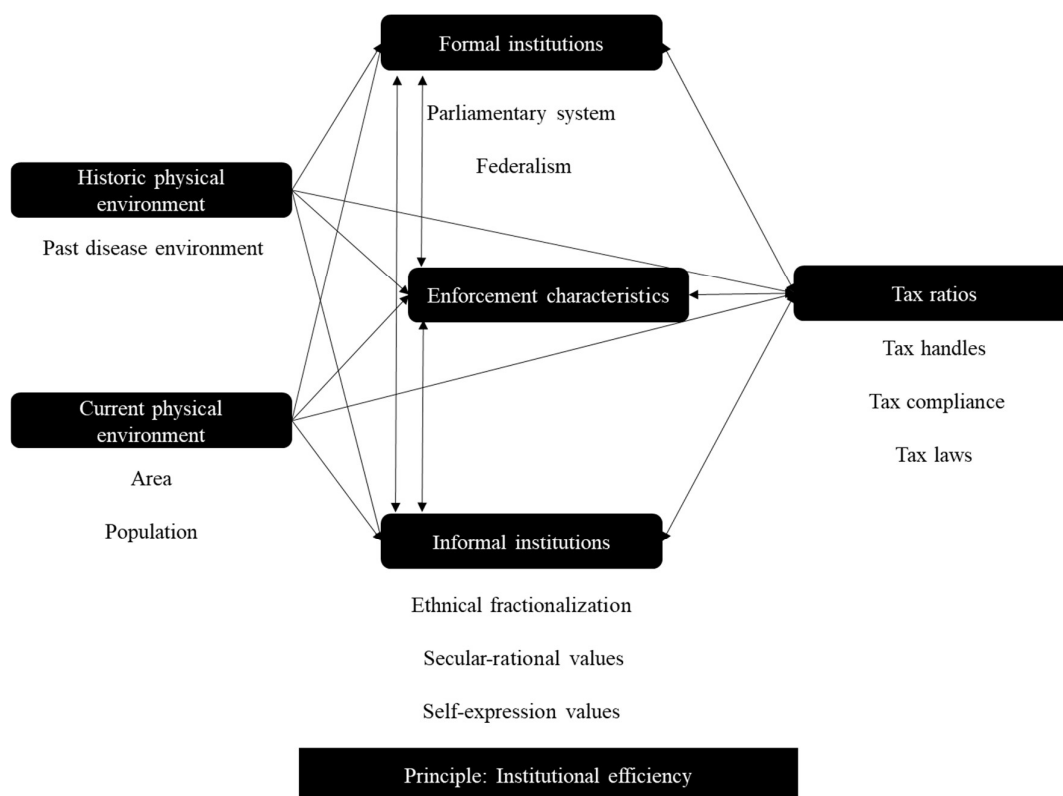 Formal institutions
Parliamentary system
Federalism
Historic physical
environment
Past disease environment
Enforcement characteristics
Tax ratios
Tax handles
Tax compliance
Tax laws
Current physical
environment
Area
Population
Informal institutions
Ethnical fractionalization
Secular-rational values
Self-expression values
Principle: Institutional efficiency